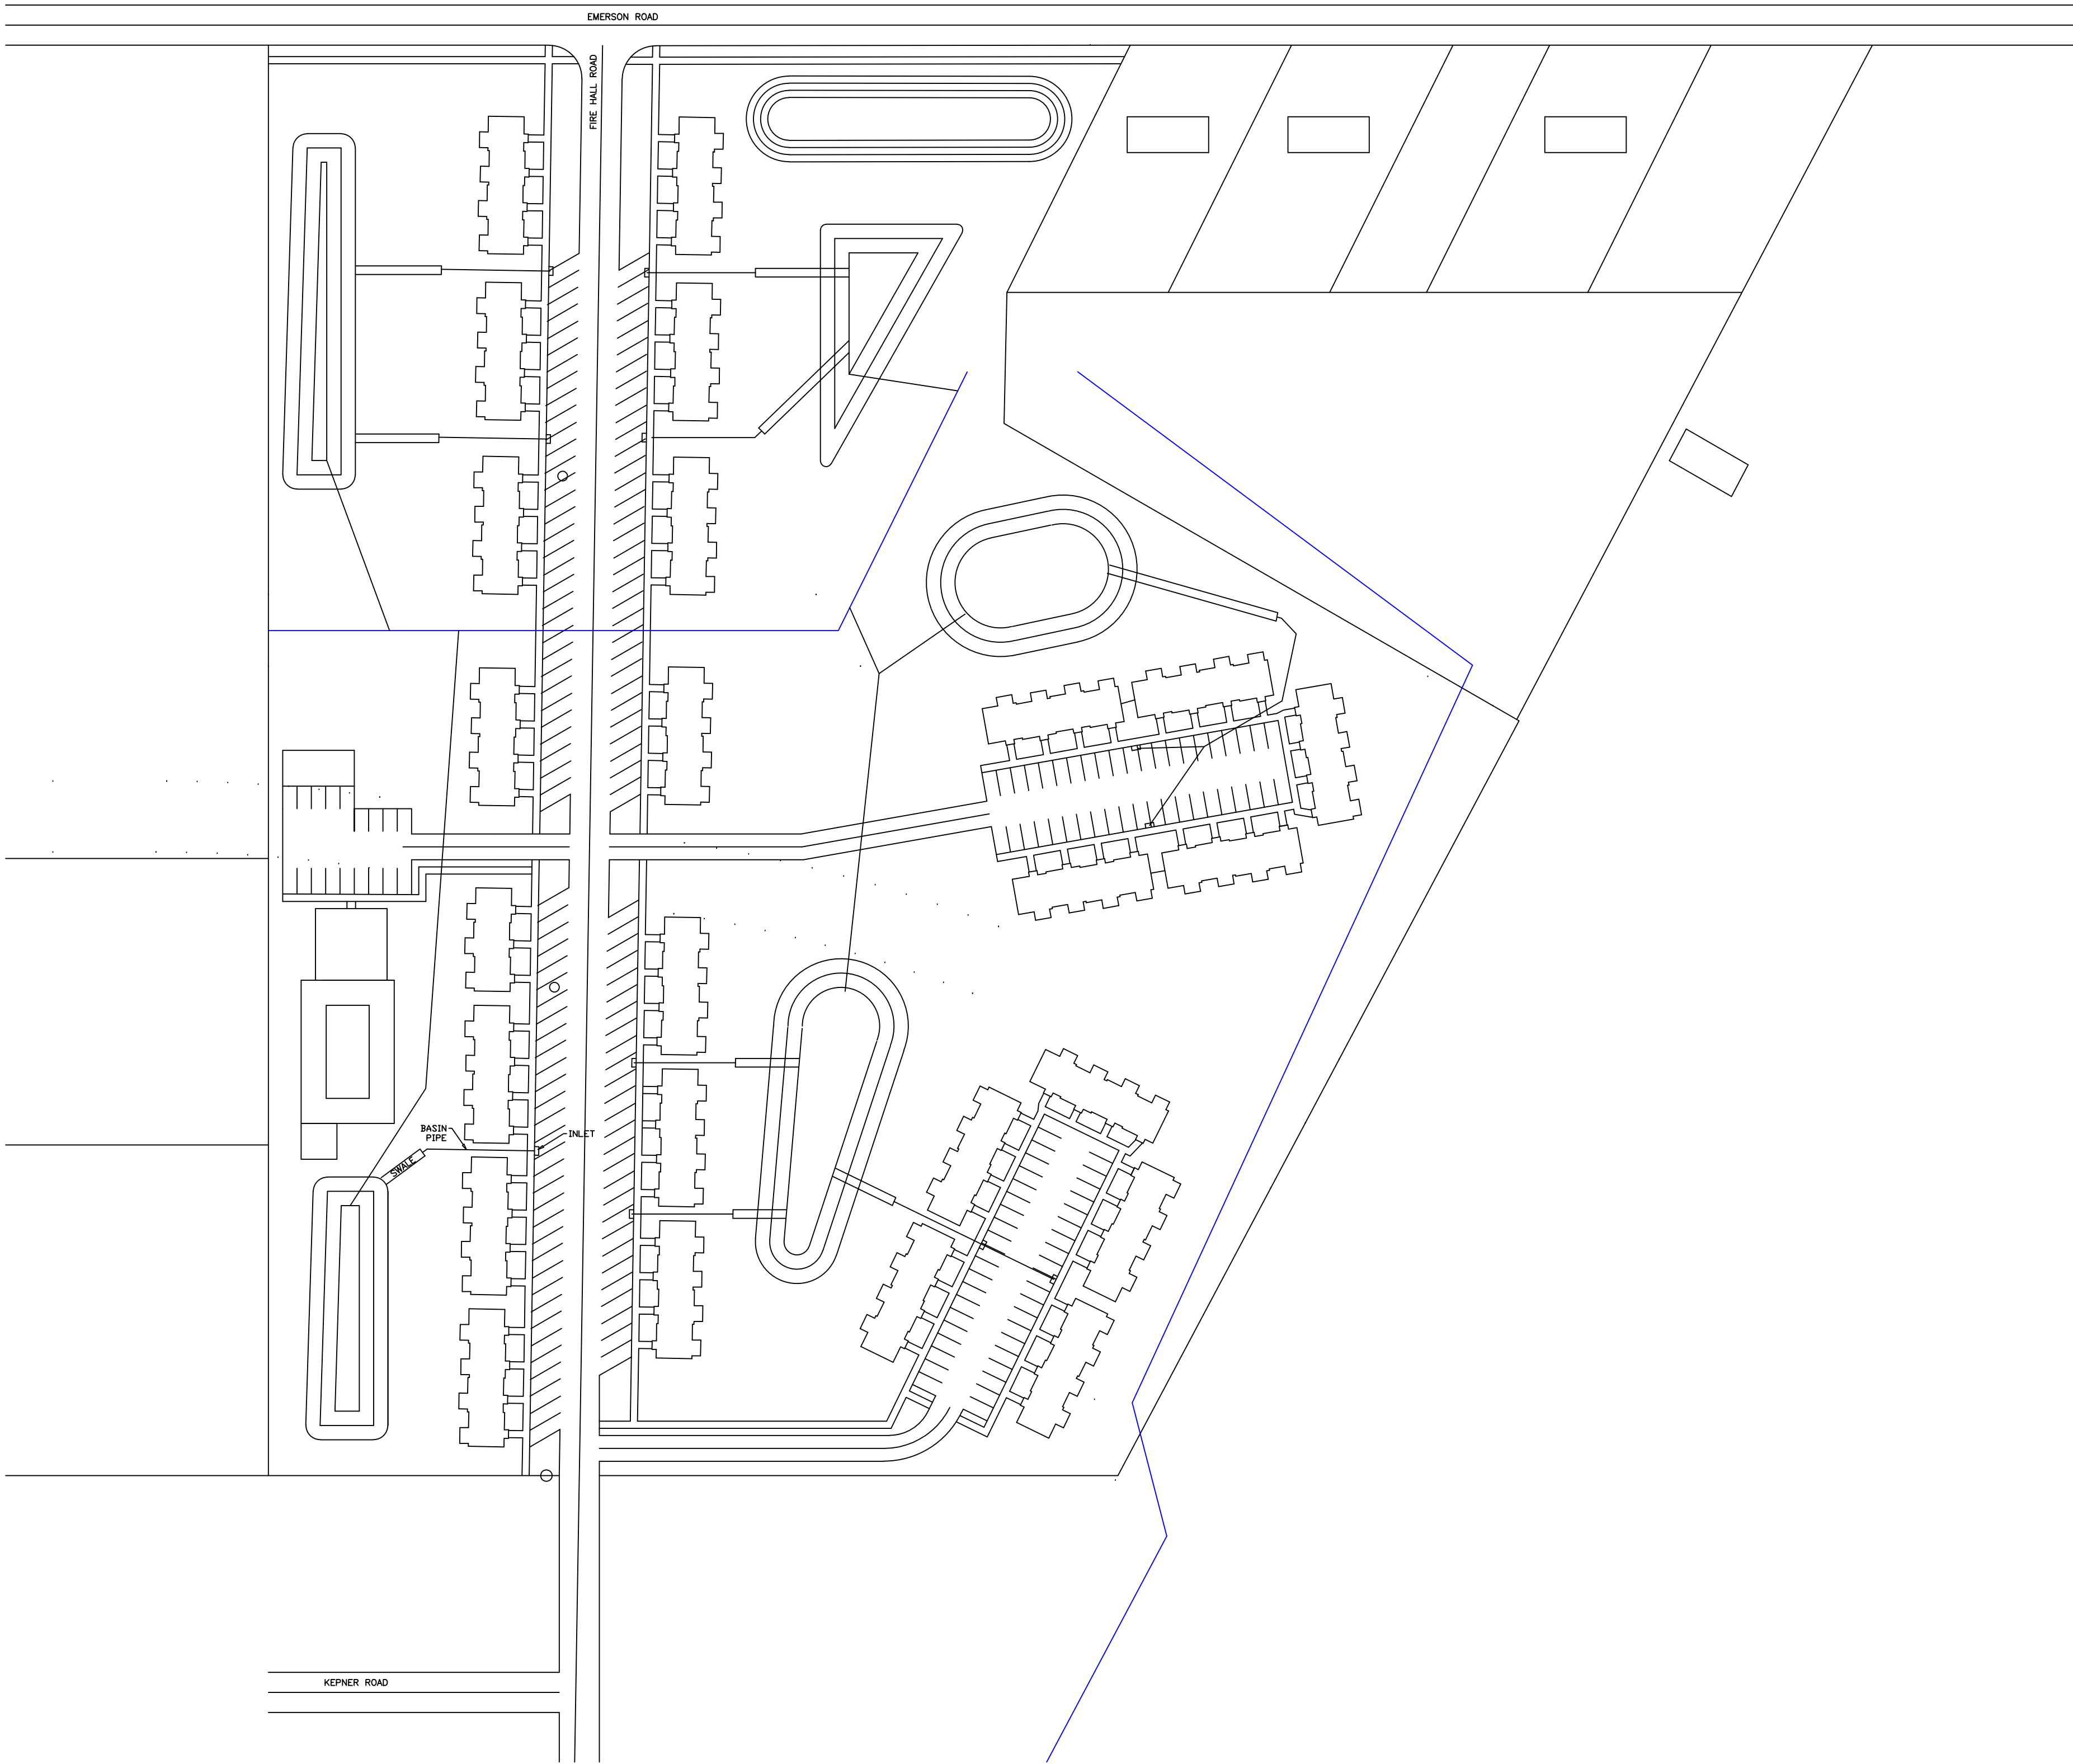 EMERSON ROAD
FIRE HALL ROAD
BASIN
PIPE
INLET
SWALE
KEPNER ROAD